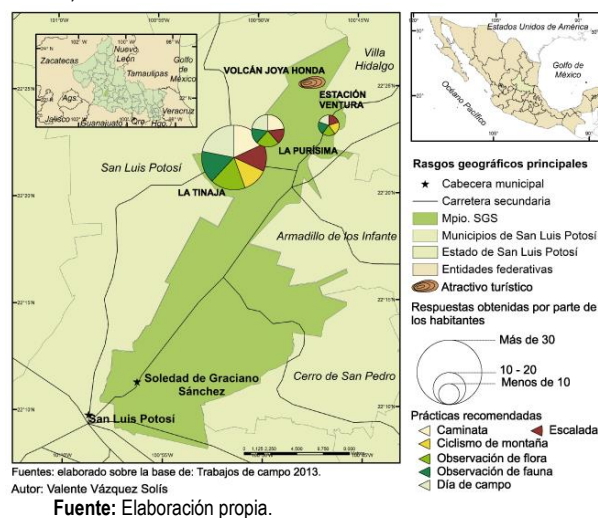 Zacatecas
Nuevo
León
Tamaulipas
Golfo
de
México
Ags.
Jalisco
Guanajuato
Qro.
Hgo.
Veracruz
Villa
Hidalgo
VOLCÁN JOYA HONDA
ESTACIÓN
VENTURA
LA PURÍSIMA
San Luis Potosí
LA TINAJA
Armadillo de los Infante
Soledad de Graciano
Sánchez
Cerro de San Pedro
San Luis Potosí
Estados Unidos de América
Golfo de
México
Océano Pacífico
Rasgos geográficos principales
Cabecera municipal
Carretera secundaria
Mpio. SGS
Municipios de San Luis Potosí
Estado de San Luis Potosí
Entidades federativas
Atractivo turístico
Respuestas obtenidas por parte de
los habitantes
Más de 30
10 - 20
Menos de 10
Prácticas recomendadas
Caminata
Escalada
Ciclismo de montaña
Observación de flora
Observación de fauna
Día de campo
Fuentes: elaborado sobre la base de: Trabajos de campo 2013.
Autor: Valente Vázquez Solís
Fuente: Elaboración propia.